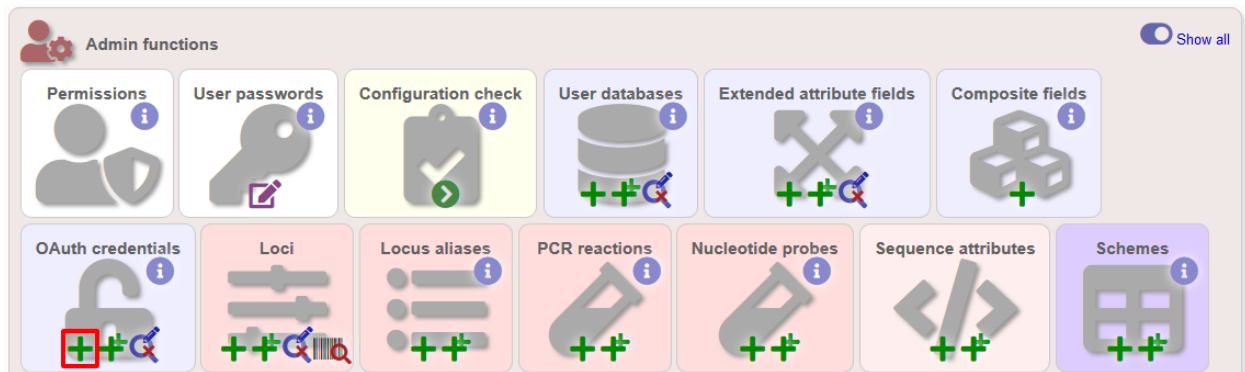 Admin functions
Show all
Permissions
User passwords
Configuration check
User databases
Extended attribute fields
Composite fields
OAuth credentials
Loci
Locus aliases
PCR reactions
Nucleotide probes
Sequence attributes
Schemes